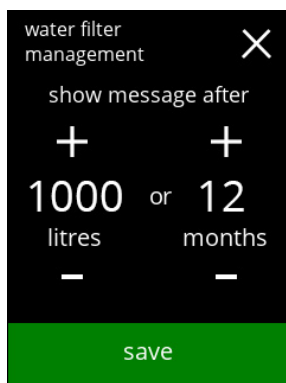 water filter
management
show message after
1000 or 12
litres months
save